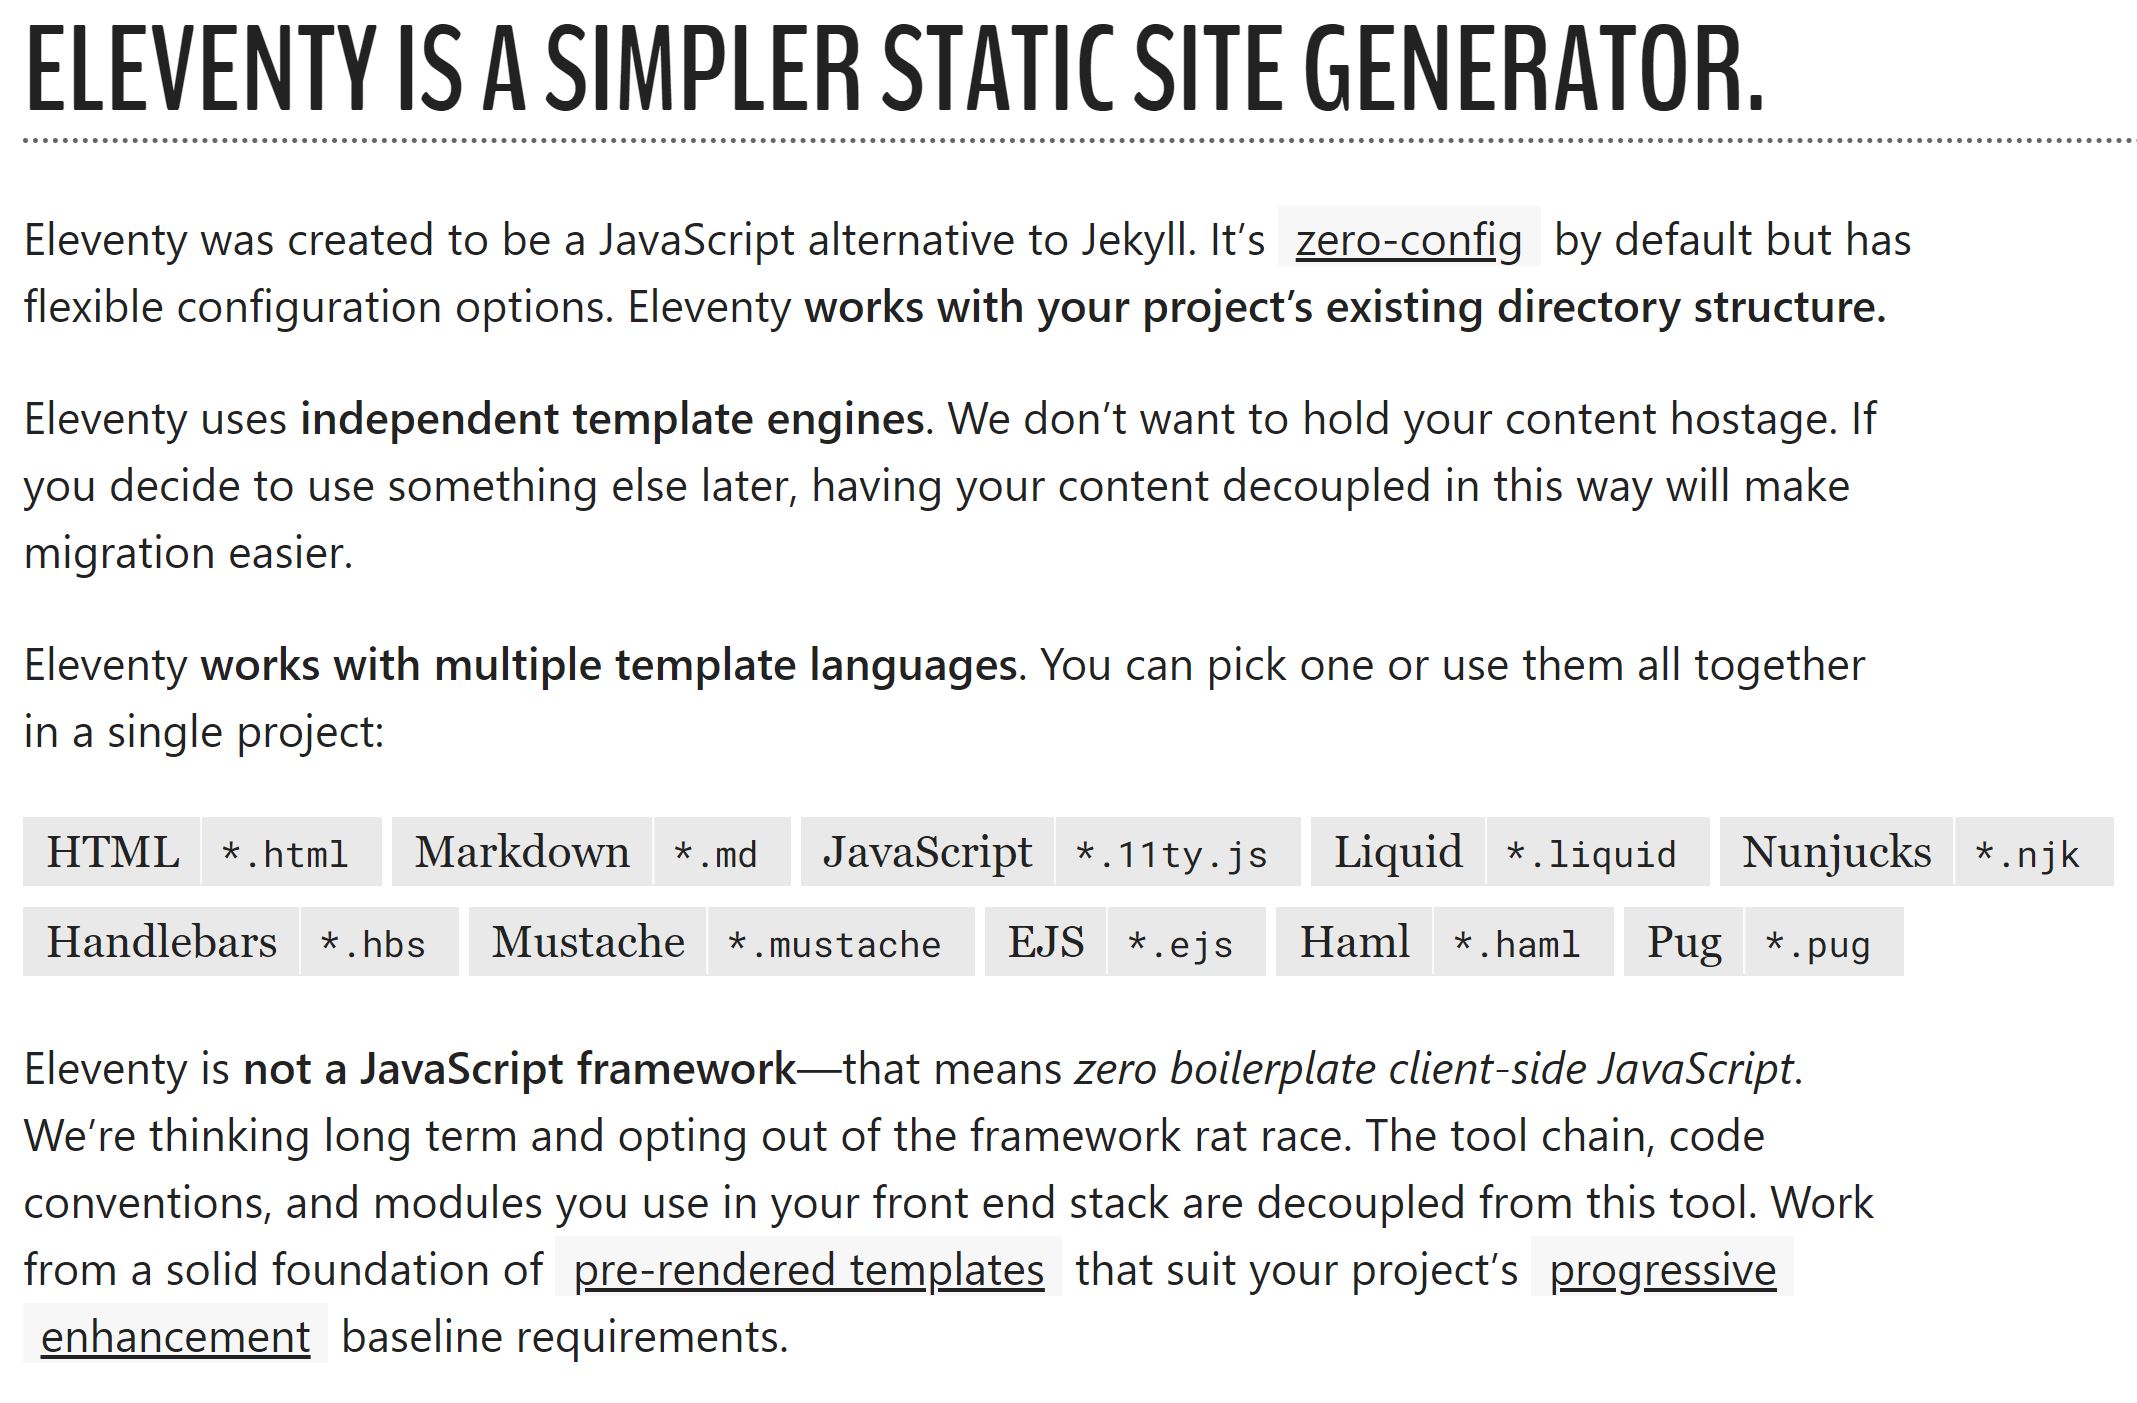 ELEVENTY IS A SIMPLER STATIC SITE GENERATOR.
Eleventy was created to be a JavaScript alternative to Jekyll. It’s zero-config by default but has
flexible configuration options. Eleventy works with your project’s existing directory structure.
Eleventy uses independent template engines. We don’t want to hold your content hostage. If
you decide to use something else later, having your content decoupled in this way will make
migration easier.
Eleventy works with multiple template languages. You can pick one or use them all together
in a single project:
HTML *.html Markdown *.md JavaScript *.11ty.js Liquid *.liquid Nunjucks *.njk
Handlebars *.hbs Mustache *.mustache EJS *.ejs Haml *.haml Pug *.pug
Eleventy is not a JavaScript framework—that means zero boilerplate client-side JavaScript.
We’re thinking long term and opting out of the framework rat race. The tool chain, code
conventions, and modules you use in your front end stack are decoupled from this tool. Work
from a solid foundation of pre-rendered templates that suit your project’s progressive
enhancement baseline requirements.